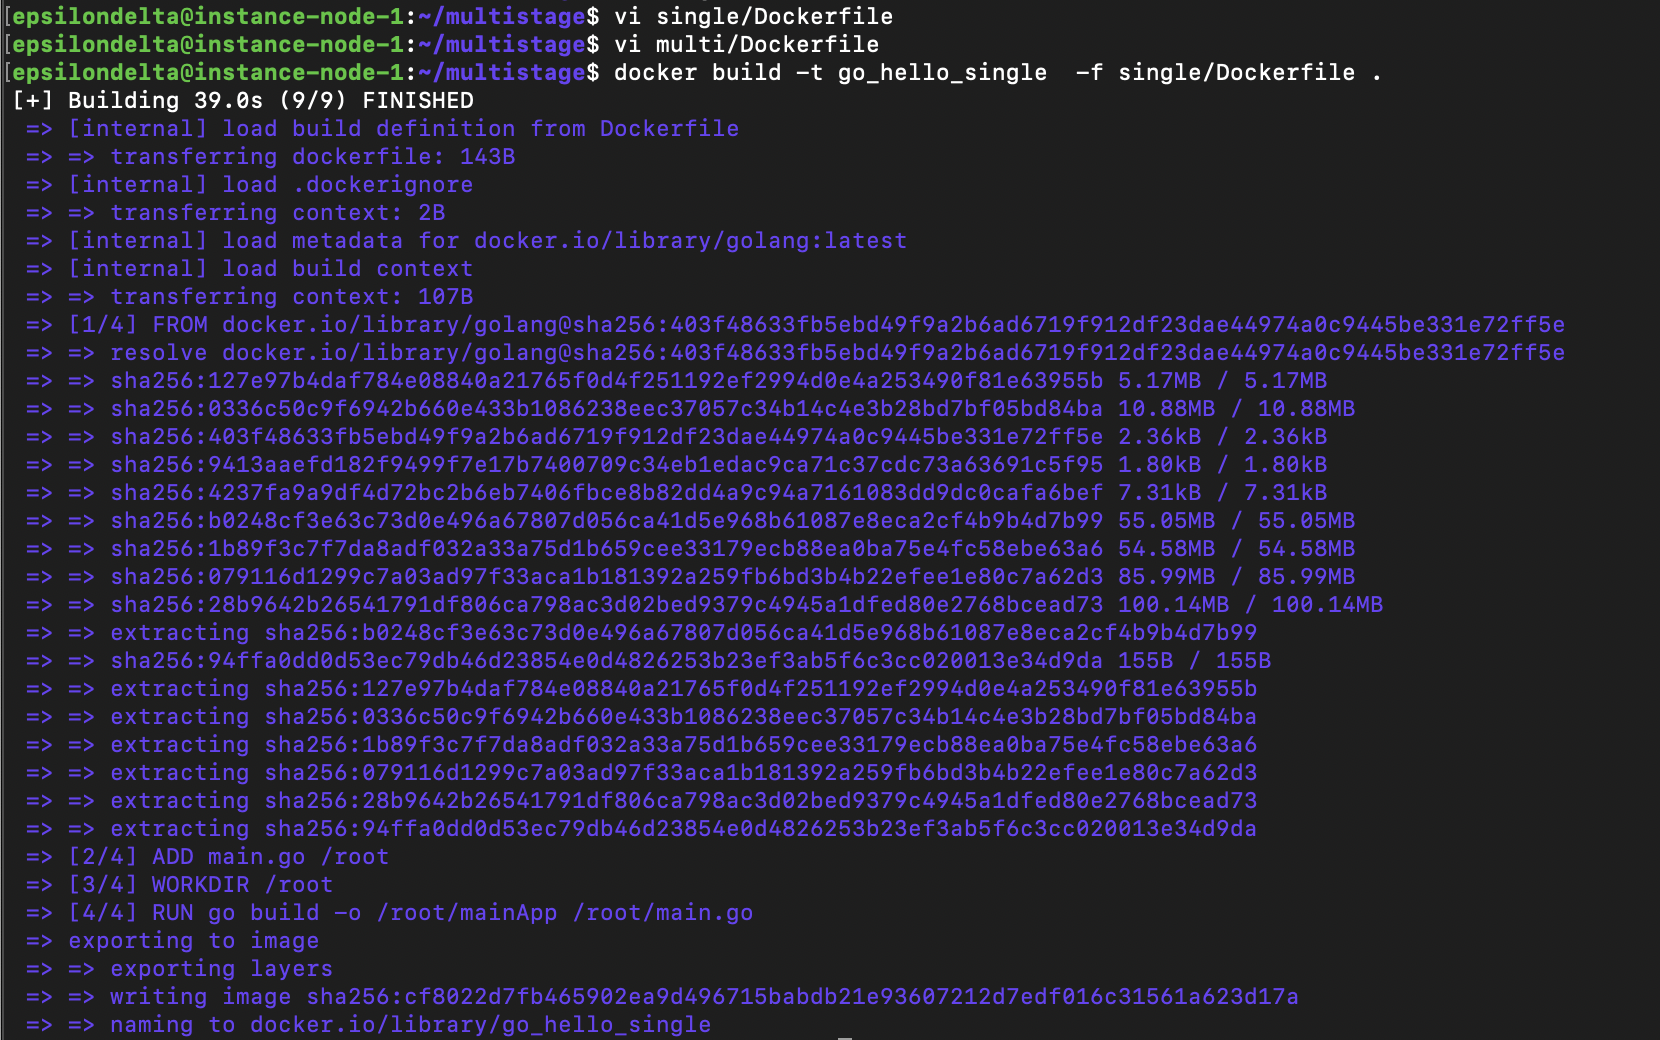 [epsilondelta@instance-node-1:~/multistage$ vi single/Dockerfile
[epsilondelta@instance-node-1:~/multistage$ vi multi/Dockerfile
[epsilondelta@instance-node-1:~/multistage$ docker build -t go_hello_single  -f single/Dockerfile .
[+] Building 39.0s (9/9) FINISHED
=> [internal] load build definition from Dockerfile
=> => transferring dockerfile: 143B
=> [internal] load .dockerignore
=> => transferring context: 2B
=> [internal] load metadata for docker.io/library/golang:latest
=> [internal] load build context
=> => transferring context: 107B
=> [1/4] FROM docker.io/library/golang@sha256:403f48633fb5ebd49f9a2b6ad6719f912df23dae44974a0c9445be331e72ff5e
=> => resolve docker.io/library/golang@sha256:403f48633fb5ebd49f9a2b6ad6719f912df23dae44974a0c9445be331e72ff5e
=> => sha256:127e97b4daf784e08840a21765f0d4f251192ef2994d0e4a253490f81e63955b 5.17MB / 5.17MB
=> => sha256:0336c50c9f6942b660e433b1086238eec37057c34b14c4e3b28bd7bf05bd84ba 10.88MB / 10.88MB
=> => sha256:403f48633fb5ebd49f9a2b6ad6719f912df23dae44974a0c9445be331e72ff5e 2.36kB / 2.36kB
=> => sha256:9413aaefd182f9499f7e17b7400709c34eb1edac9ca71c37cdc73a63691c5f95 1.80kB / 1.80kB
=> => sha256:4237fa9a9df4d72bc2b6eb7406fbce8b82dd4a9c94a7161083dd9dc0cafa6bef 7.31kB / 7.31kB
=> => sha256:b0248cf3e63c73d0e496a67807d056ca41d5e968b61087e8eca2cf4b9b4d7b99 55.05MB / 55.05MB
=> => sha256:1b89f3c7f7da8adf032a33a75d1b659cee33179ecb88ea0ba75e4fc58ebe63a6 54.58MB / 54.58MB
=> => sha256:079116d1299c7a03ad97f33aca1b181392a259fb6bd3b4b22efee1e80c7a62d3 85.99MB / 85.99MB
=> => sha256:28b9642b26541791df806ca798ac3d02bed9379c4945a1dfed80e2768bcead73 100.14MB / 100.14MB
=> => extracting sha256:b0248cf3e63c73d0e496a67807d056ca41d5e968b61087e8eca2cf4b9b4d7b99
=> => sha256:94ffa0dd0d53ec79db46d23854e0d4826253b23ef3ab5f6c3cc020013e34d9da 155B / 155B
=> => extracting sha256:127e97b4daf784e08840a21765f0d4f251192ef2994d0e4a253490f81e63955b
=> => extracting sha256:0336c50c9f6942b660e433b1086238eec37057c34b14c4e3b28bd7bf05bd84ba
=> => extracting sha256:1b89f3c7f7da8adf032a33a75d1b659cee33179ecb88ea0ba75e4fc58ebe63a6
=> => extracting sha256:079116d1299c7a03ad97f33aca1b181392a259fb6bd3b4b22efee1e80c7a62d3
=> => extracting sha256:28b9642b26541791df806ca798ac3d02bed9379c4945a1dfed80e2768bcead73
=> => extracting sha256:94ffa0dd0d53ec79db46d23854e0d4826253b23ef3ab5f6c3cc020013e34d9da
=> [2/4] ADD main.go /root
=> [3/4] WORKDIR /root
=> [4/4] RUN go build -o /root/mainApp /root/main.go
=> exporting to image
=> => exporting layers
=> => writing image sha256:cf8022d7fb465902ea9d496715babdb21e93607212d7edf016c31561a623d17a
=> => naming to docker.io/library/go_hello_single